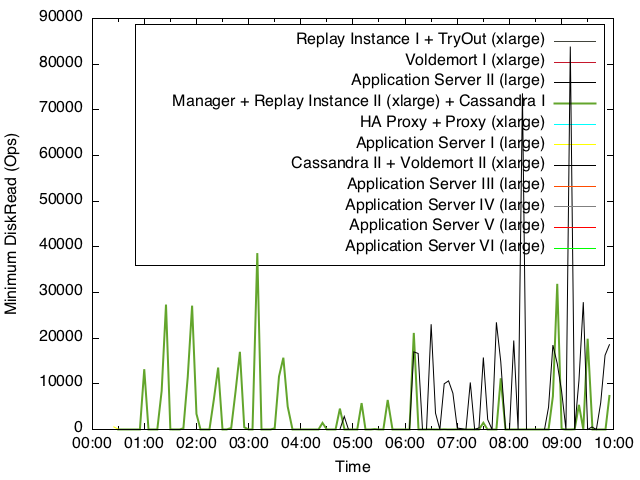 90000
80000
70000
60000
50000
40000
30000
20000
10000
0
Minimum DiskRead (Ops)
Replay Instance I + TryOut (xlarge)
Voldemort I (xlarge)
Application Server II (large)
Manager + Replay Instance II (xlarge) + Cassandra I
HA Proxy + Proxy (xlarge)
Application Server I (large)
Cassandra II + Voldemort II (xlarge)
Application Server III (large)
Application Server IV (large)
Application Server V (large)
Application Server VI (large)
00:00 01:00 02:00 03:00 04:00 05:00 06:00 07:00 08:00 09:00 10:00
Time